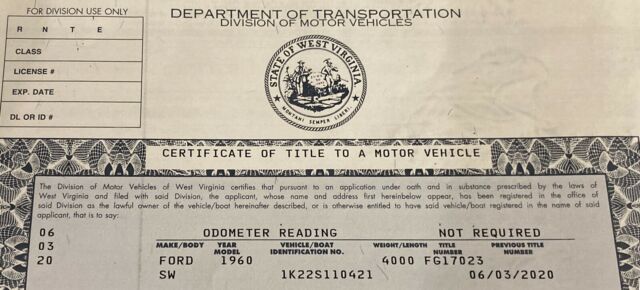 FOR DIVISION USE ONLY
R N T E
CLASS
LICENSE #
EXP. DATE
DL OR ID #
DEPARTMENT OF TRANSPORTATION
DIVISION OF MOTOR VEHICLES
STATE OF WEST VIRGINIA
MONTANI SEMPER LIBERI
CERTIFICATE OF TITLE TO A MOTOR VEHICLE
The Division of Motor Vehicles of West Virginia certifies that pursuant to an application under oath and in substance prescribed by the laws of
West Virginia and filed with said Division, the applicant, whose name and address first hereinbelow appear, has been registered in the office of
said Division as the lawful owner of the vehicle/boat hereinafter described, or is otherwise entitled to have said vehicle/boat registered in the name of said
applicant, that is to say:
06 ODOMETER READING NOT REQUIRED
03 MAKE/BODY YEAR MODEL VEHICLE/BOAT IDENTIFICATION NO. WEIGHT/LENGTH TITLE NUMBER PREVIOUS TITLE NUMBER
20 FORD 1960 4000 FG17023
SW 1K22S110421 06/03/2020